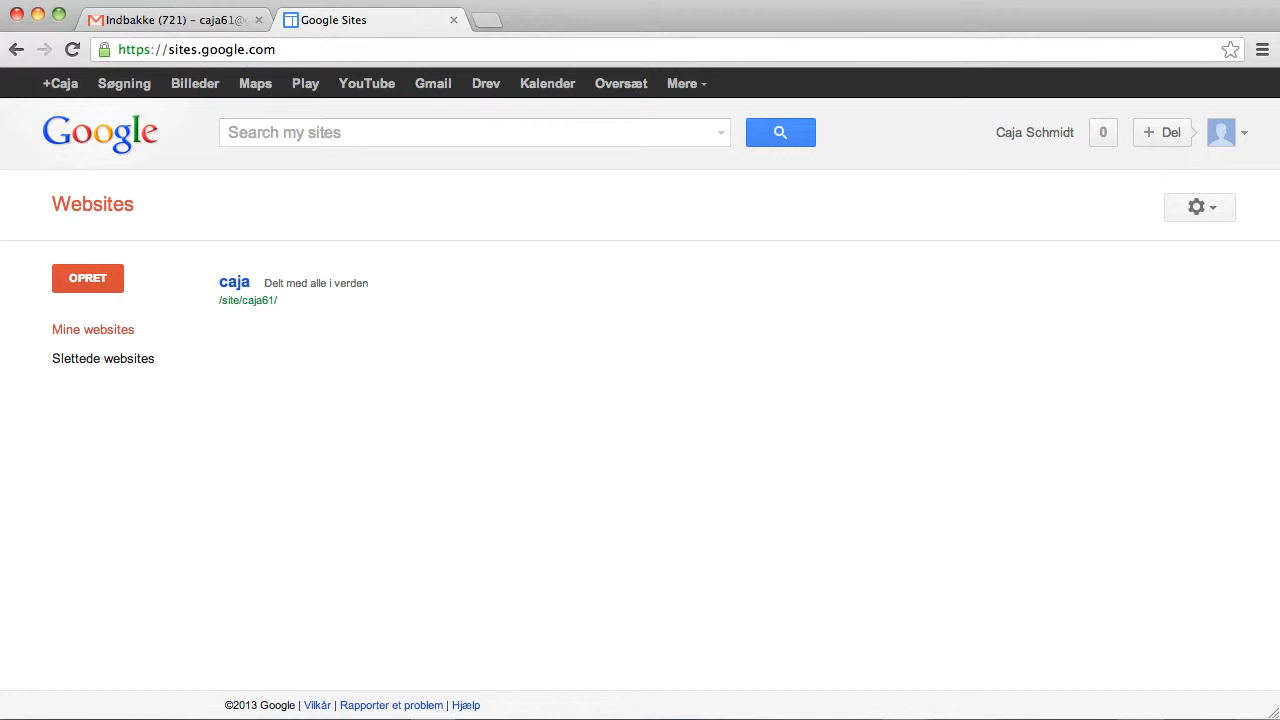 Indbakke (721) – caja61@
Google Sites
https://sites.google.com
+Caja Søgning Billeder Maps Play YouTube Gmail Drev Kalender Oversæt Mere
Google
Search my sites
Caja Schmidt 0 + Del
Websites
OPRET
caja Delt med alle i verden
/site/caja61/
Mine websites
Slettede websites
©2013 Google | Vilkår | Rapporter et problem | Hjælp